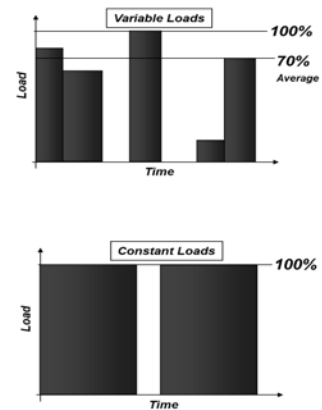 Variable Loads
100%
70%
Average
Load
Time
Constant Loads
100%
Load
Time